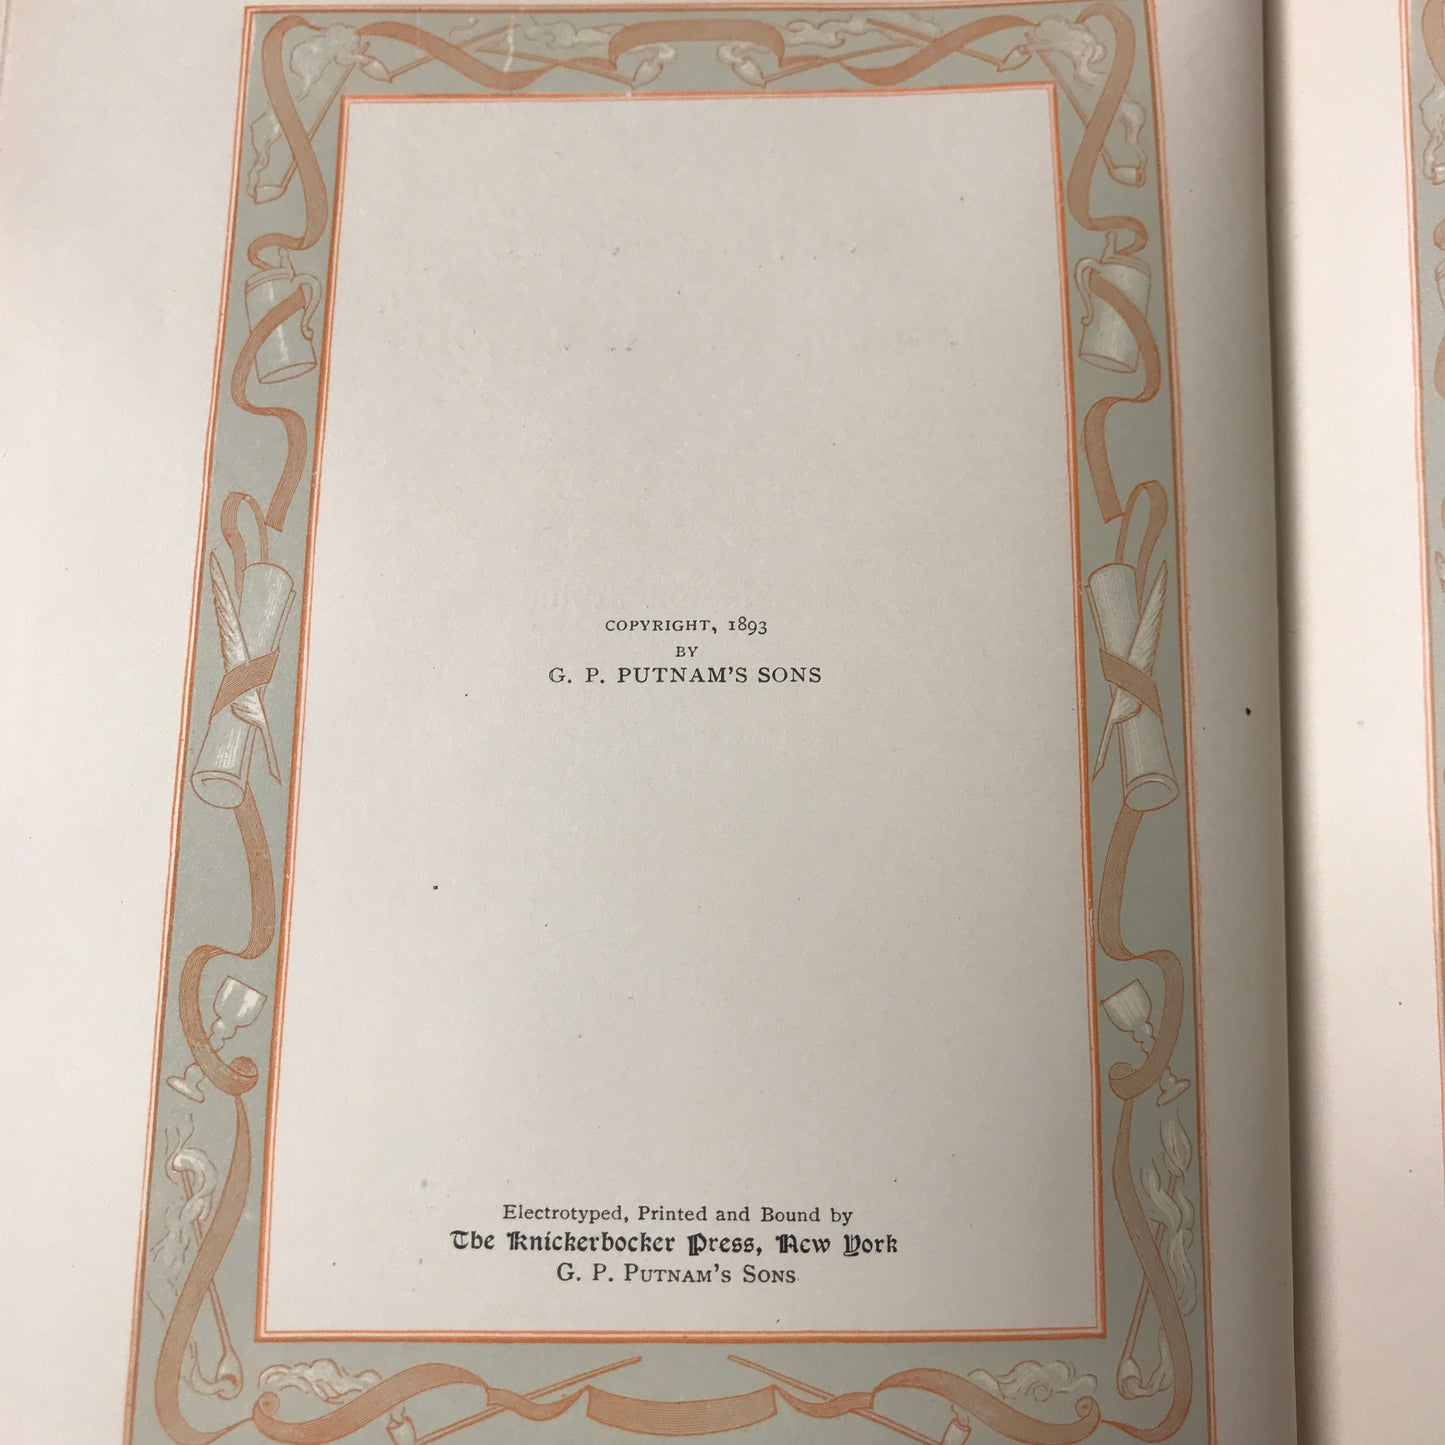 COPYRIGHT, 1893
BY
G. P. PUTNAM'S SONS
Electrotyped, Printed and Bound by
The Knickerbocker Press, New York
G. P. PUTNAM'S SONS